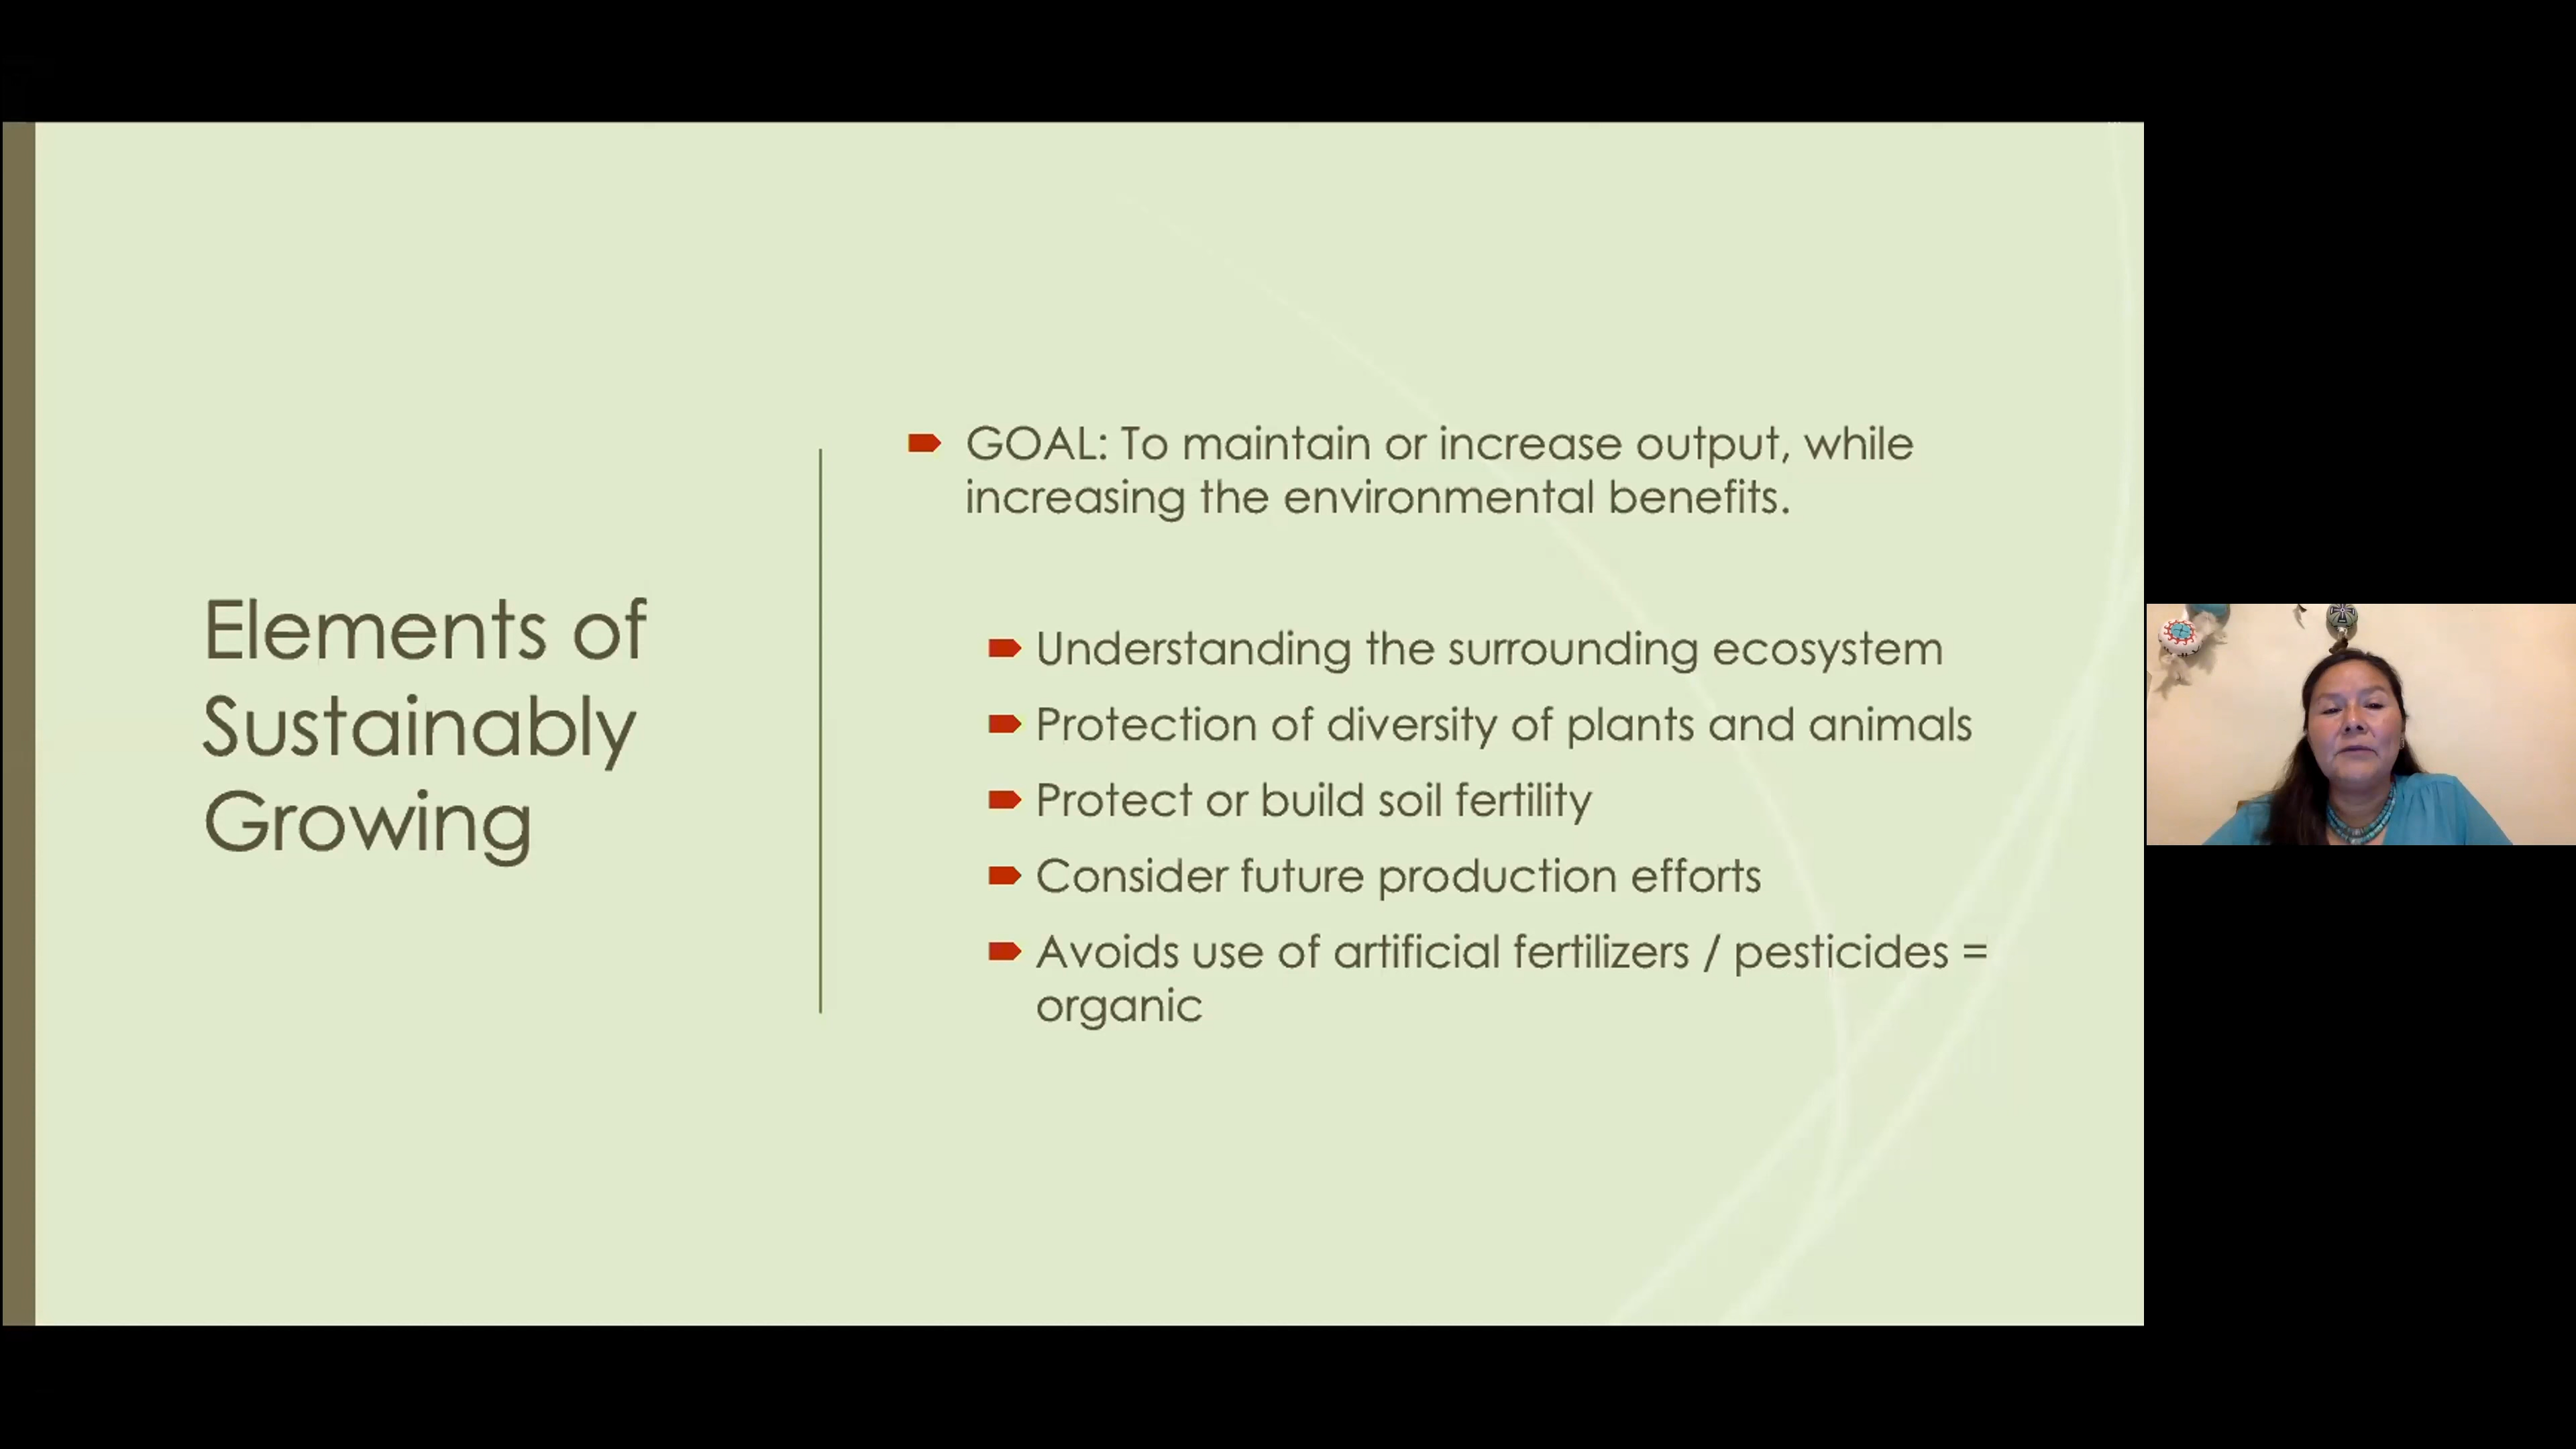 Elements of
Sustainably
Growing
GOAL: To maintain or increase output, while
increasing the environmental benefits.
Understanding the surrounding ecosystem
Protection of diversity of plants and animals
Protect or build soil fertility
Consider future production efforts
Avoids use of artificial fertilizers / pesticides =
organic